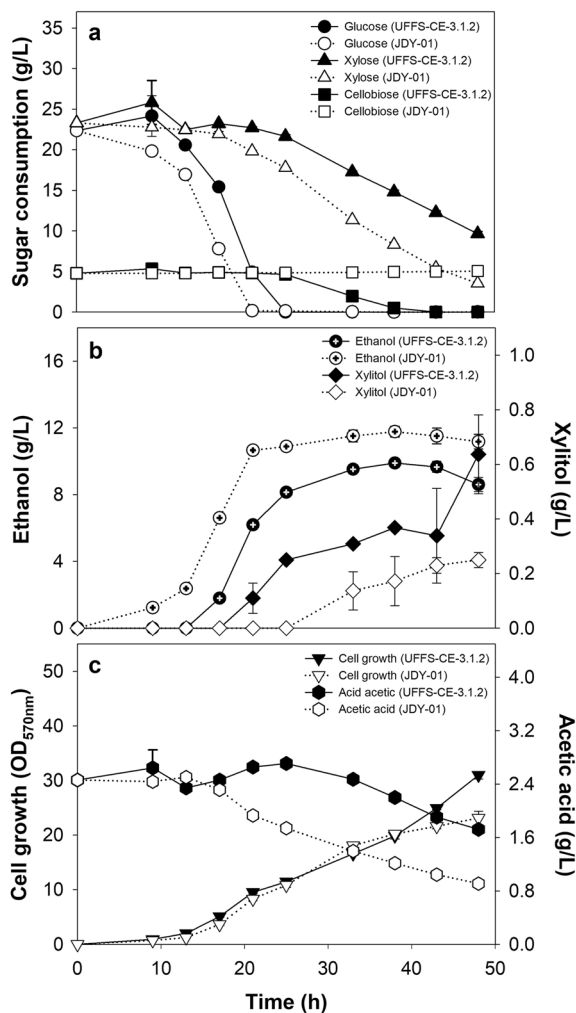 a
Glucose (UFFS-CE-3.1.2)
Glucose (JDY-01)
Xylose (UFFS-CE-3.1.2)
Xylose (JDY-01)
Cellobiose (UFFS-CE-3.1.2)
Cellobiose (JDY-01)
Sugar consumption (g/L)
35
30
25
20
15
10
5
0
b
Ethanol (UFFS-CE-3.1.2)
Ethanol (JDY-01)
Xylitol (UFFS-CE-3.1.2)
Xylitol (JDY-01)
Ethanol (g/L)
16
12
8
4
0
Xylitol (g/L)
1.0
0.8
0.6
0.4
0.2
0.0
c
Cell growth (UFFS-CE-3.1.2)
Cell growth (JDY-01)
Acid acetic (UFFS-CE-3.1.2)
Acetic acid (JDY-01)
Cell growth (OD570nm)
50
40
30
20
10
0
Acetic acid (g/L)
4.0
3.2
2.4
1.6
0.8
0.0
0 10 20 30 40 50
Time (h)